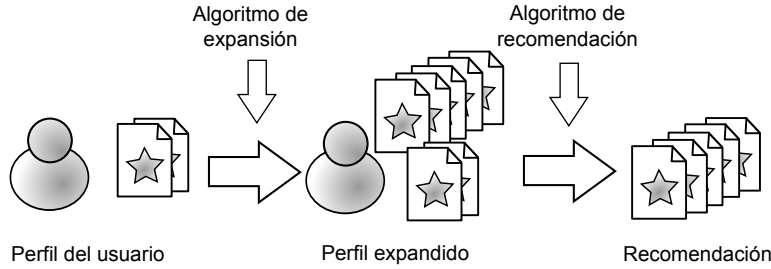 Algoritmo de
expansión
Algoritmo de
recomendación
Perfil del usuario
Perfil expandido
Recomendación